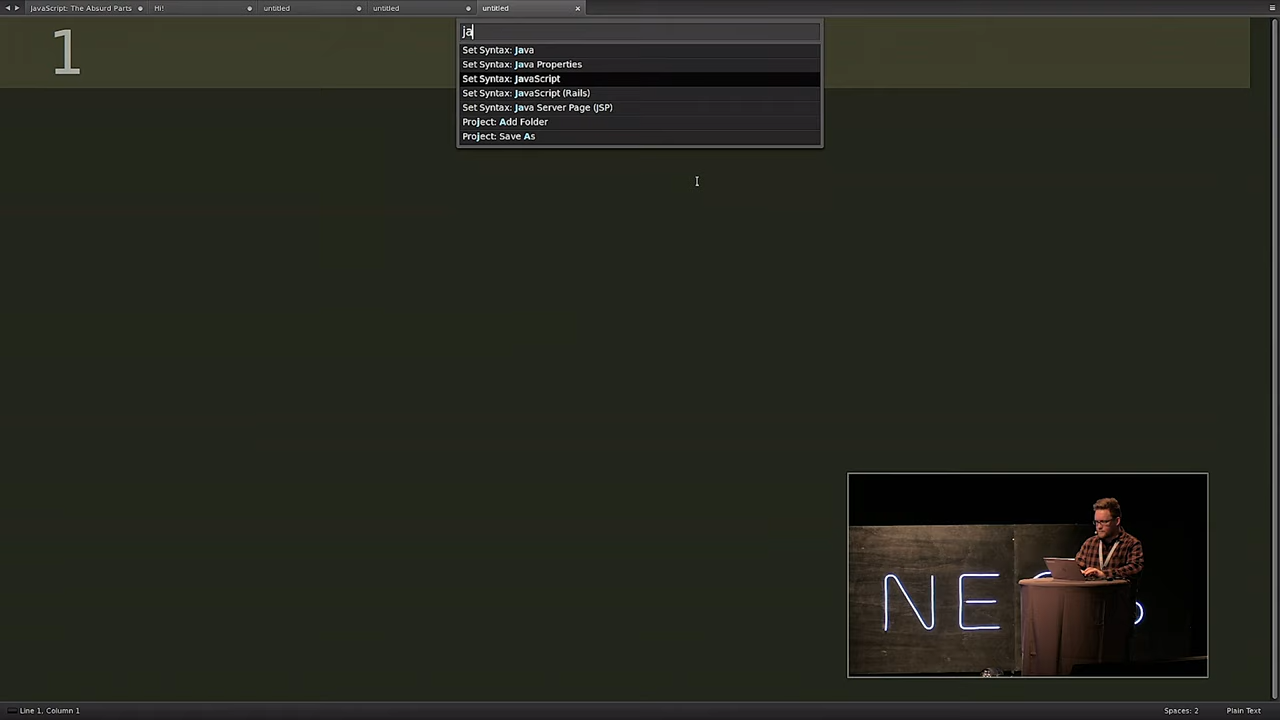 JavaScript: The Absurd Parts
Hi!
untitled
untitled
untitled
1
ja
Set Syntax: Java
Set Syntax: Java Properties
Set Syntax: JavaScript
Set Syntax: JavaScript (Rails)
Set Syntax: Java Server Page (JSP)
Project: Add Folder
Project: Save As
NE
Line 1, Column 1
Spaces: 2
Plain Text